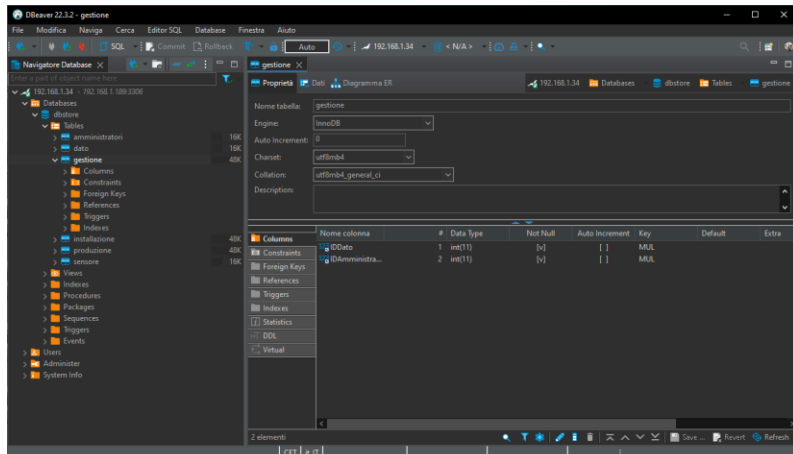 DBeaver 22.3.2 - gestione
File Modifica Naviga Cerca Editor SQL Database Finestra Aiuto
SQL Commit Rollback Auto 192.168.1.34 < N/A >
Navigatore Database
gestione
Enter a part of object name here
Proprietà Dati Diagramma ER
192.168.1.34 Databases dbstore Tables gestione
192.168.1.34 - 192.168.1.189:3306
Databases
dbstore
Tables
amministratori 16K
dato 16K
gestione 48K
Columns
Constraints
Foreign Keys
References
Triggers
Indexes
installazione 48K
produzione 48K
sensore 16K
Views
Indexes
Procedures
Packages
Sequences
Triggers
Events
Users
Administer
System Info
Nome tabella: gestione
Engine: InnoDB
Auto Increment: 0
Charset: utf8mb4
Collation: utf8mb4_general_ci
Description:
Columns
Constraints
Foreign Keys
References
Triggers
Indexes
Statistics
DDL
Virtual
Nome colonna # Data Type Not Null Auto Increment Key Default Extra
IDDato 1 int(11) [v] [ ] MUL
IDAmministra... 2 int(11) [v] [ ] MUL
2 elementi
Save ... Revert Refresh
CET it_IT